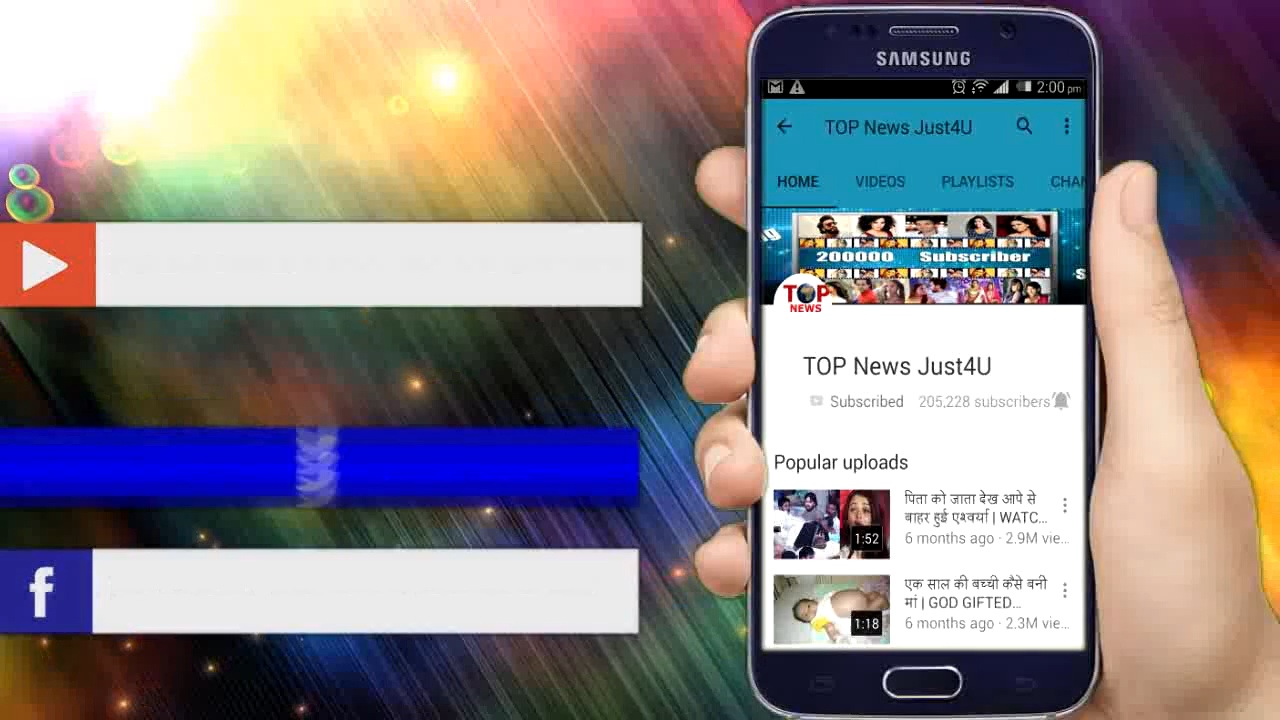 SAMSUNG
2:00 pm
TOP News Just4U
HOME VIDEOS PLAYLISTS CHAN
200000 Subscriber
TOP
NEWS
TOP News Just4U
Subscribed 205,228 subscribers
Popular uploads
पिता को जाता देख आपे से
बाहर हुई एश्वर्या | WATC...
6 months ago · 2.9M vie...
1:52
एक साल की बच्ची कैसे बनी
मां | GOD GIFTED...
6 months ago · 2.3M vie...
1:18
f